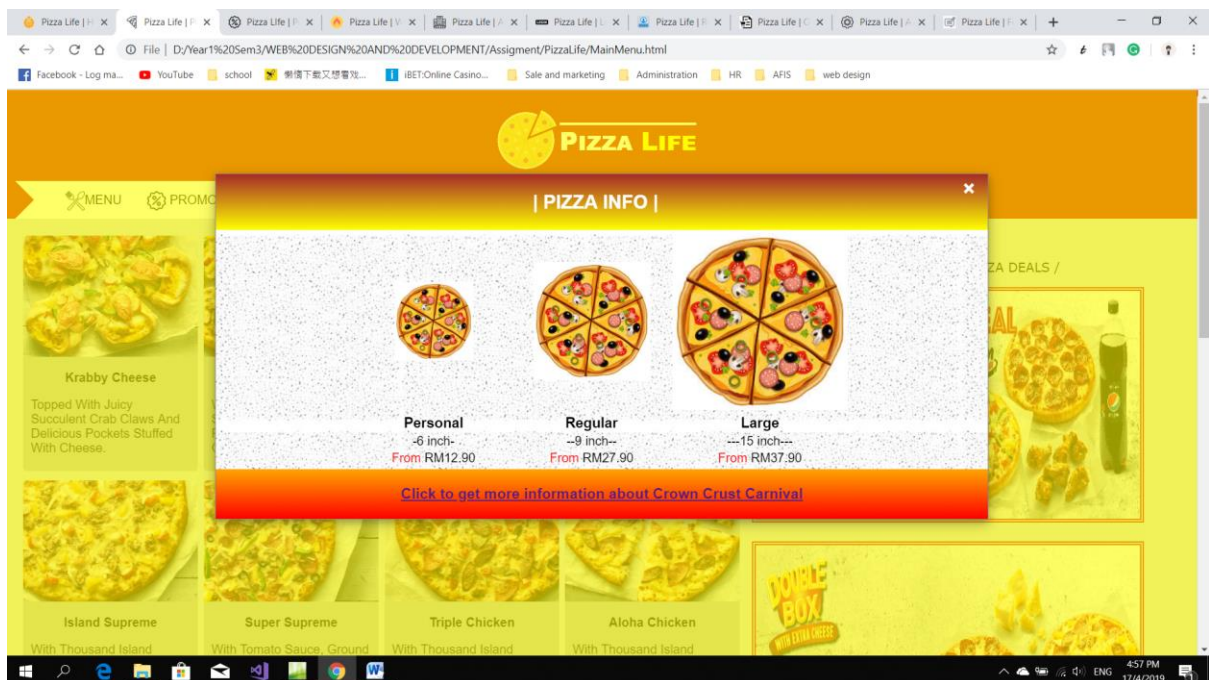 Pizza Life | H
Pizza Life | P
Pizza Life | P
Pizza Life | V
Pizza Life | A
Pizza Life | L
Pizza Life |
Pizza Life | C
Pizza Life | A
Pizza Life | F
File | D:/Year1%20Sem3/WEB%20DESIGN%20AND%20DEVELOPMENT/Assigment/PizzaLife/MainMenu.html
Facebook - Log ma...
YouTube
school
iBET:Online Casino...
Sale and marketing
Administration
HR
AFIS
web design
PIZZA LIFE
MENU
PROMO
| PIZZA INFO |
×
ZA DEALS /
AL
Krabby Cheese
Topped With Juicy
Succulent Crab Claws And
Delicious Pockets Stuffed
With Cheese.
Personal
-6 inch-
From RM12.90
Regular
--9 inch--
From RM27.90
Large
---15 inch---
From RM37.90
Click to get more information about Crown Crust Carnival
Island Supreme
With Thousand Island
Super Supreme
With Tomato Sauce, Ground
Triple Chicken
With Thousand Island
Aloha Chicken
With Thousand Island
DOUBLE
BOX
WITH EXTRA CHEESE
ENG
4:57 PM
17/4/2019